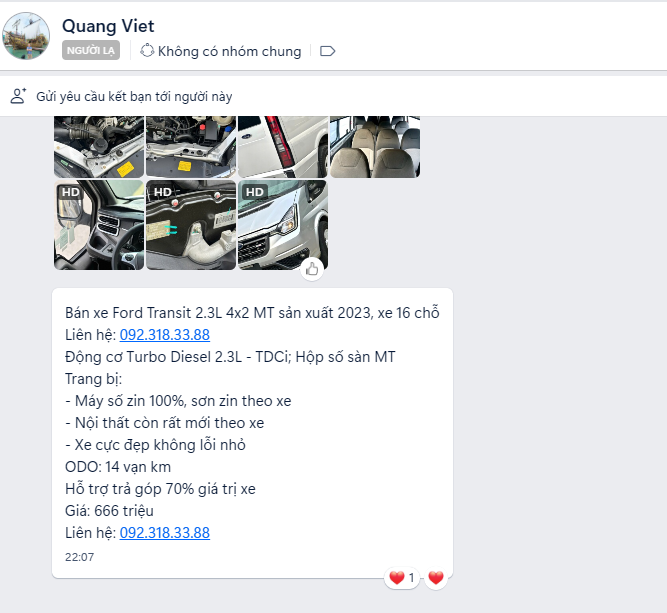 Quang Viet
NGƯỜI LẠ
Không có nhóm chung
Gửi yêu cầu kết bạn tới người này
HD
HD
HD
Bán xe Ford Transit 2.3L 4x2 MT sản xuất 2023, xe 16 chỗ
Liên hệ: 092.318.33.88
Động cơ Turbo Diesel 2.3L - TDCi; Hộp số sàn MT
Trang bị:
- Máy số zin 100%, sơn zin theo xe
- Nội thất còn rất mới theo xe
- Xe cực đẹp không lỗi nhỏ
ODO: 14 vạn km
Hỗ trợ trả góp 70% giá trị xe
Giá: 666 triệu
Liên hệ: 092.318.33.88
22:07
1